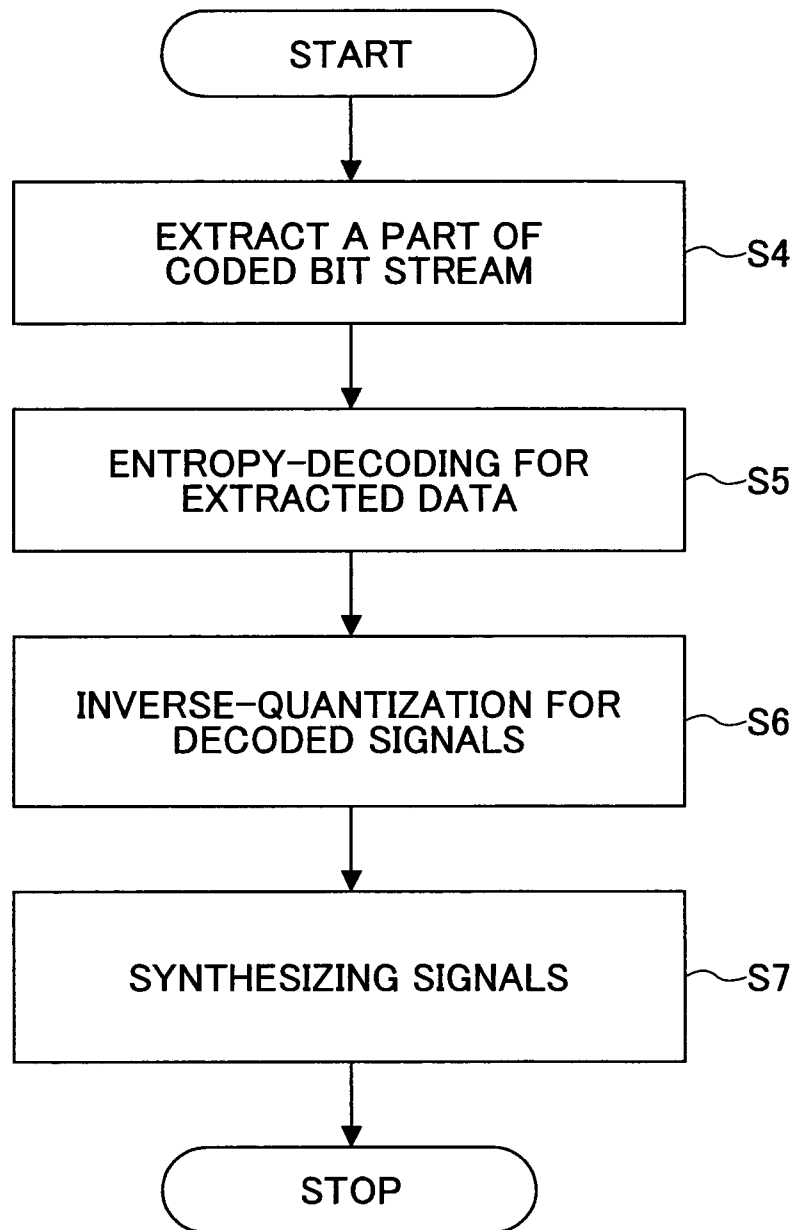 START
EXTRACT A PART OF
CODED BIT STREAM
S4
ENTROPY-DECODING FOR
EXTRACTED DATA
S5
INVERSE-QUANTIZATION FOR
DECODED SIGNALS
S6
SYNTHESIZING SIGNALS
S7
STOP